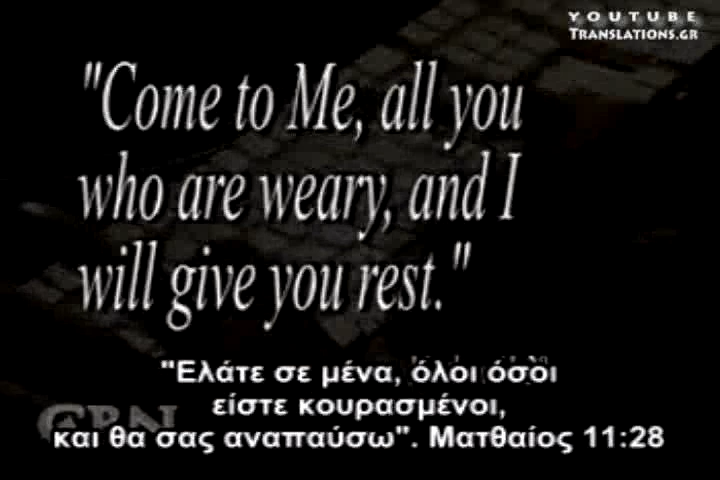 YOUTUBE
TRANSLATIONS.GR
"Come to Me, all you
who are weary, and I
will give you rest."
"Ελάτε σε μένα, όλοι όσοι
είστε κουρασμένοι,
και θα σας αναπαύσω". Ματθαίος 11:28